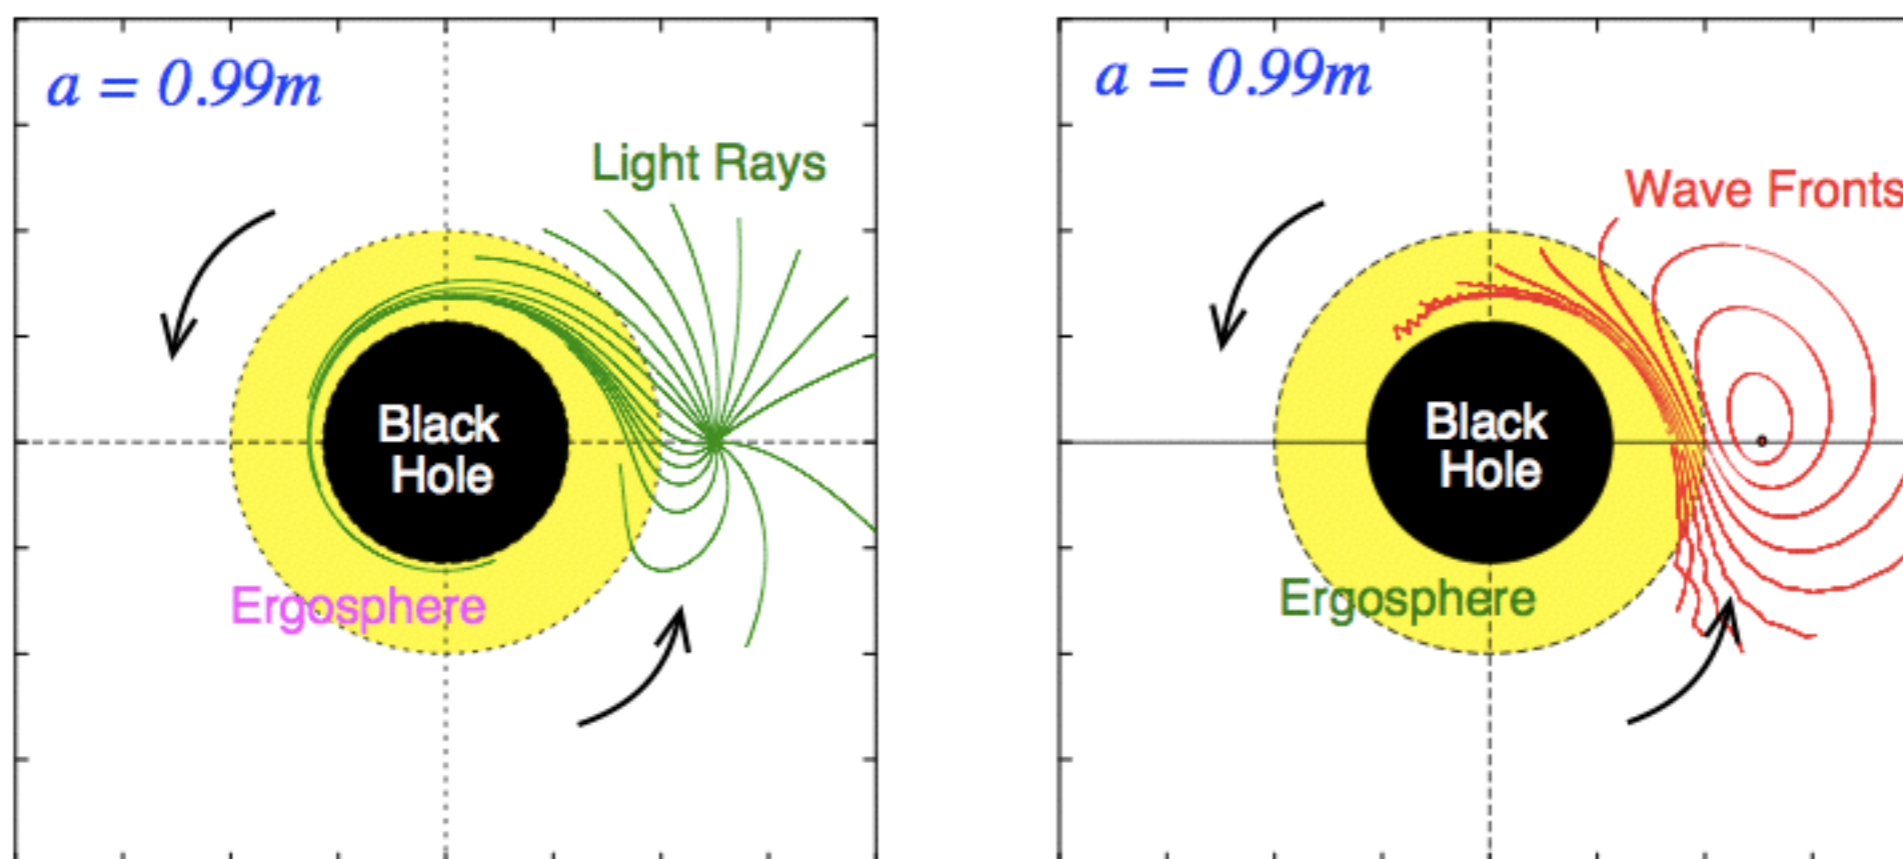 a = 0.99m
Light Rays
Black
Hole
Ergosphere
a = 0.99m
Wave Fronts
Black
Hole
Ergosphere